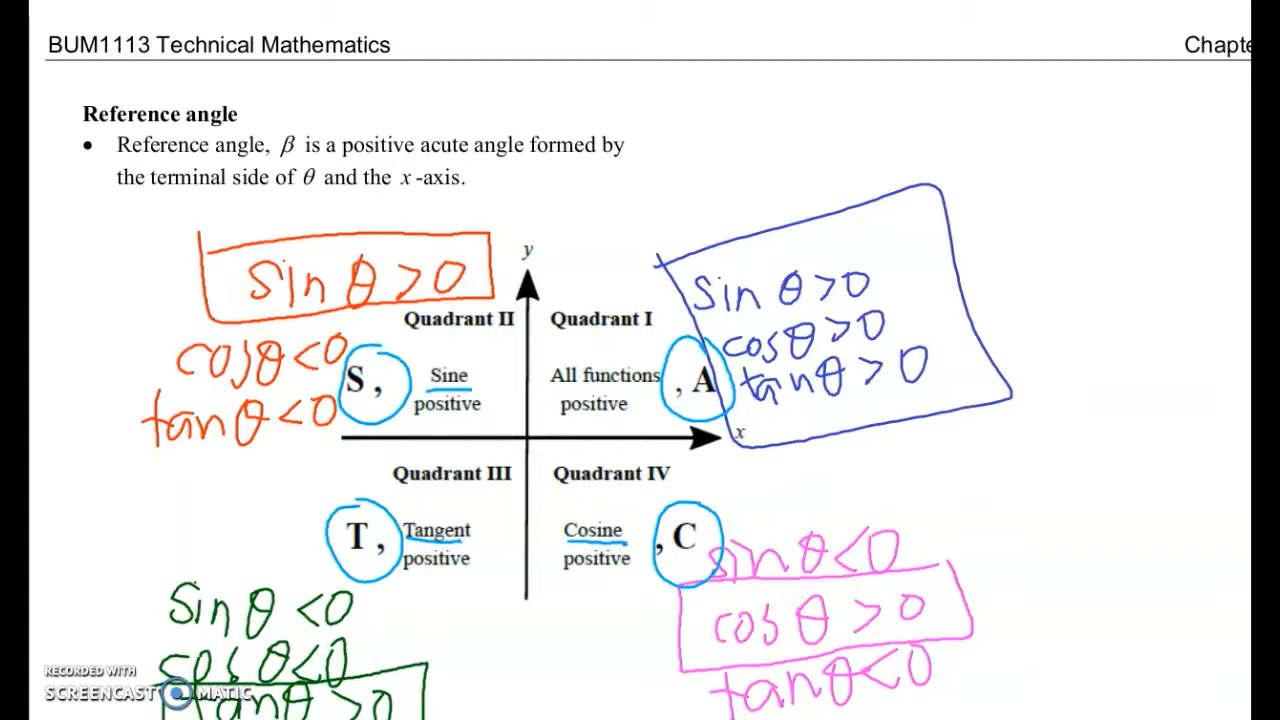 BUM1113 Technical Mathematics
Chapte
Reference angle
• Reference angle, β is a positive acute angle formed by
the terminal side of θ and the x-axis.
y
sin θ > 0
Quadrant II
Quadrant I
sin θ > 0
cos θ > 0
tan θ > 0
cos θ < 0
tan θ < 0
S, Sine
positive
All functions
positive
, A
x
Quadrant III
Quadrant IV
T, Tangent
positive
Cosine
positive
, C
sin θ < 0
cos θ > 0
tan θ < 0
sin θ < 0
cos θ < 0
tan θ > 0
RECORDED WITH
SCREENCAST MATIC